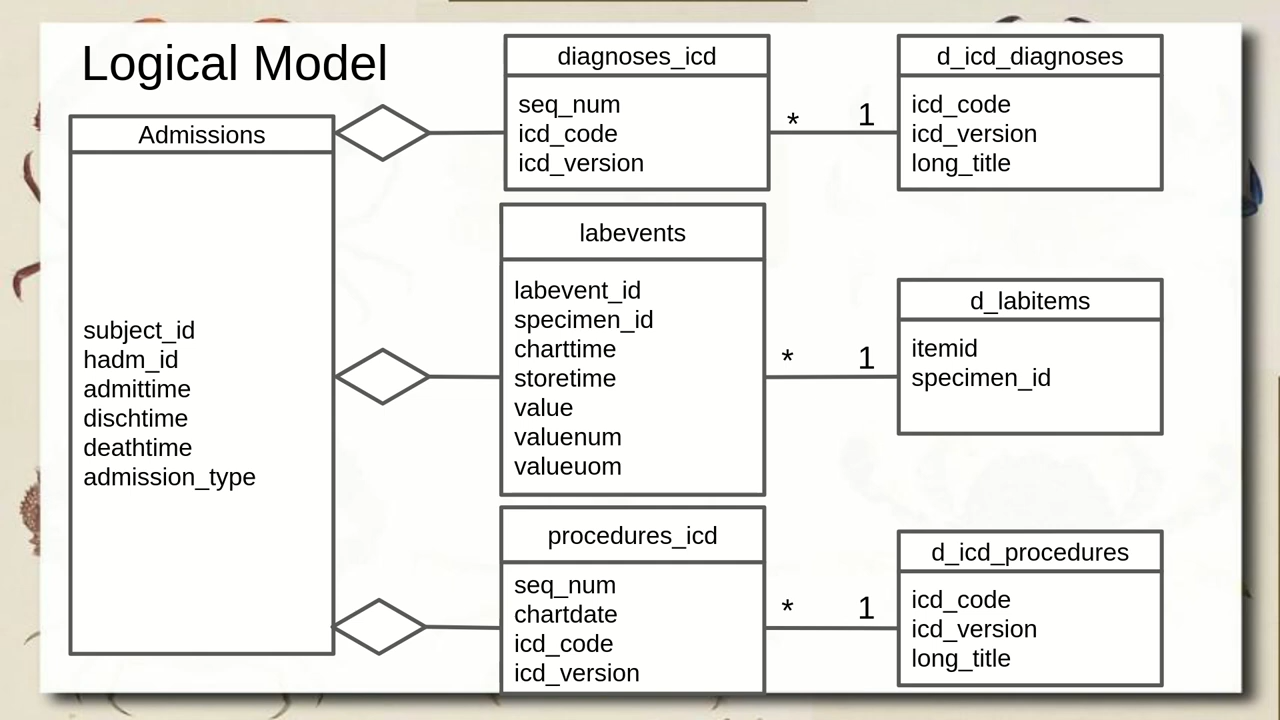 Logical Model
Admissions
subject_id
hadm_id
admittime
dischtime
deathtime
admission_type
diagnoses_icd
seq_num
icd_code
icd_version
* 1
d_icd_diagnoses
icd_code
icd_version
long_title
labevents
labevent_id
specimen_id
charttime
storetime
value
valuenum
valueuom
* 1
d_labitems
itemid
specimen_id
procedures_icd
seq_num
chartdate
icd_code
icd_version
* 1
d_icd_procedures
icd_code
icd_version
long_title